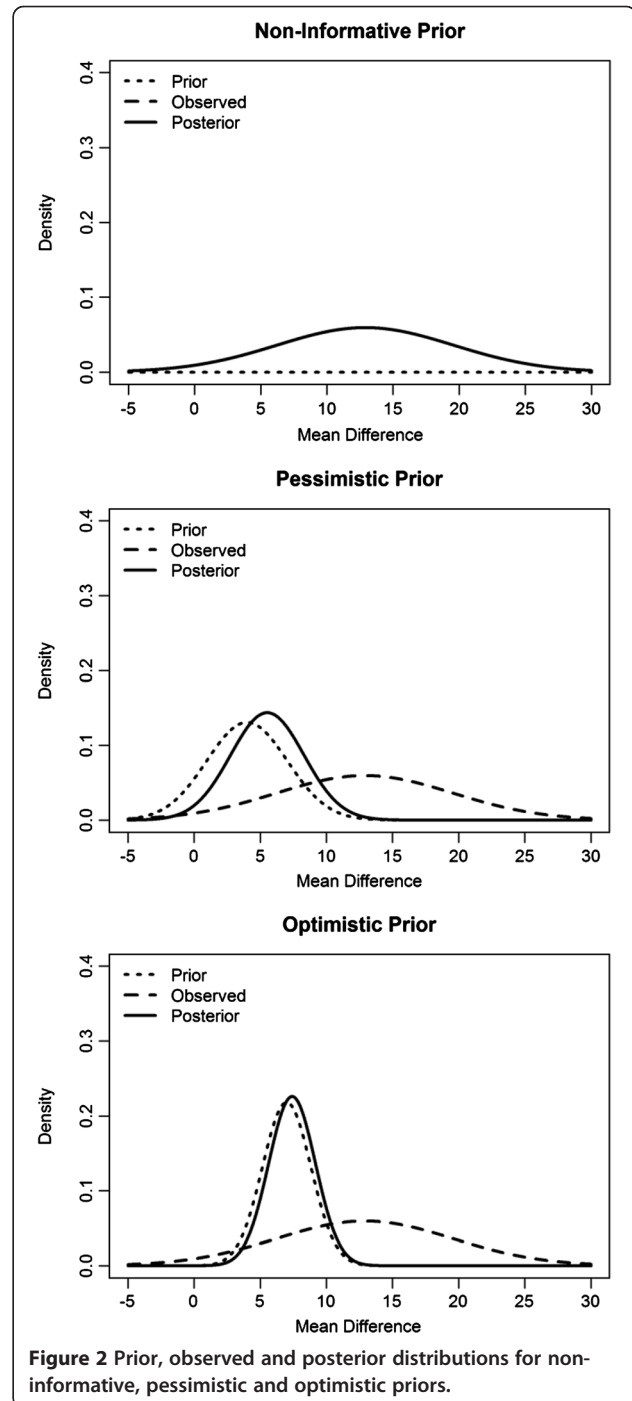 Non-Informative Prior
Prior
Observed
Posterior
Density
0.0 0.1 0.2 0.3 0.4
-5 0 5 10 15 20 25 30
Mean Difference
Pessimistic Prior
Prior
Observed
Posterior
Density
0.0 0.1 0.2 0.3 0.4
-5 0 5 10 15 20 25 30
Mean Difference
Optimistic Prior
Prior
Observed
Posterior
Density
0.0 0.1 0.2 0.3 0.4
-5 0 5 10 15 20 25 30
Mean Difference
Figure 2 Prior, observed and posterior distributions for non-
informative, pessimistic and optimistic priors.